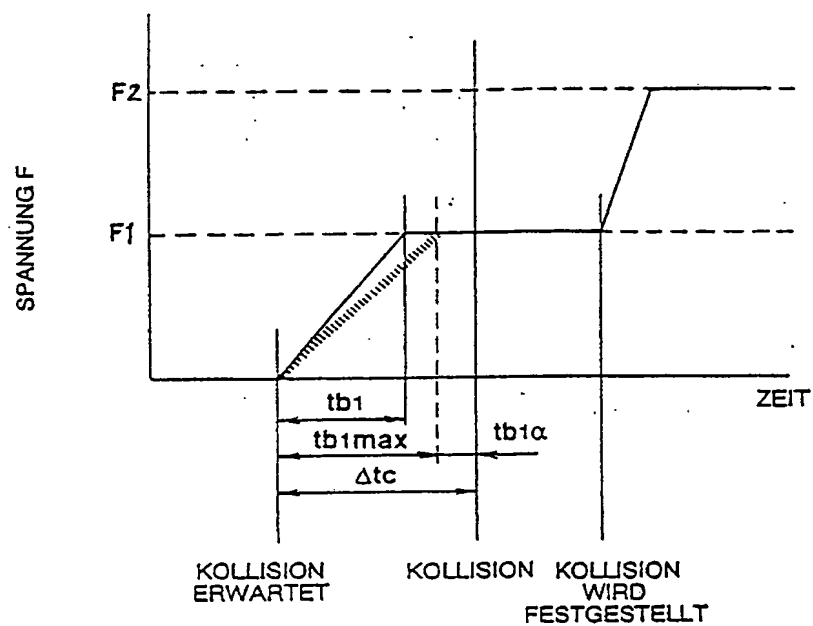 F2
SPANNUNG F
F1
ZEIT
tb1
tb1max
tb1α
Δtc
KOLLISION
ERWARTET
KOLLISION
KOLLISION
WIRD
FESTGESTELLT